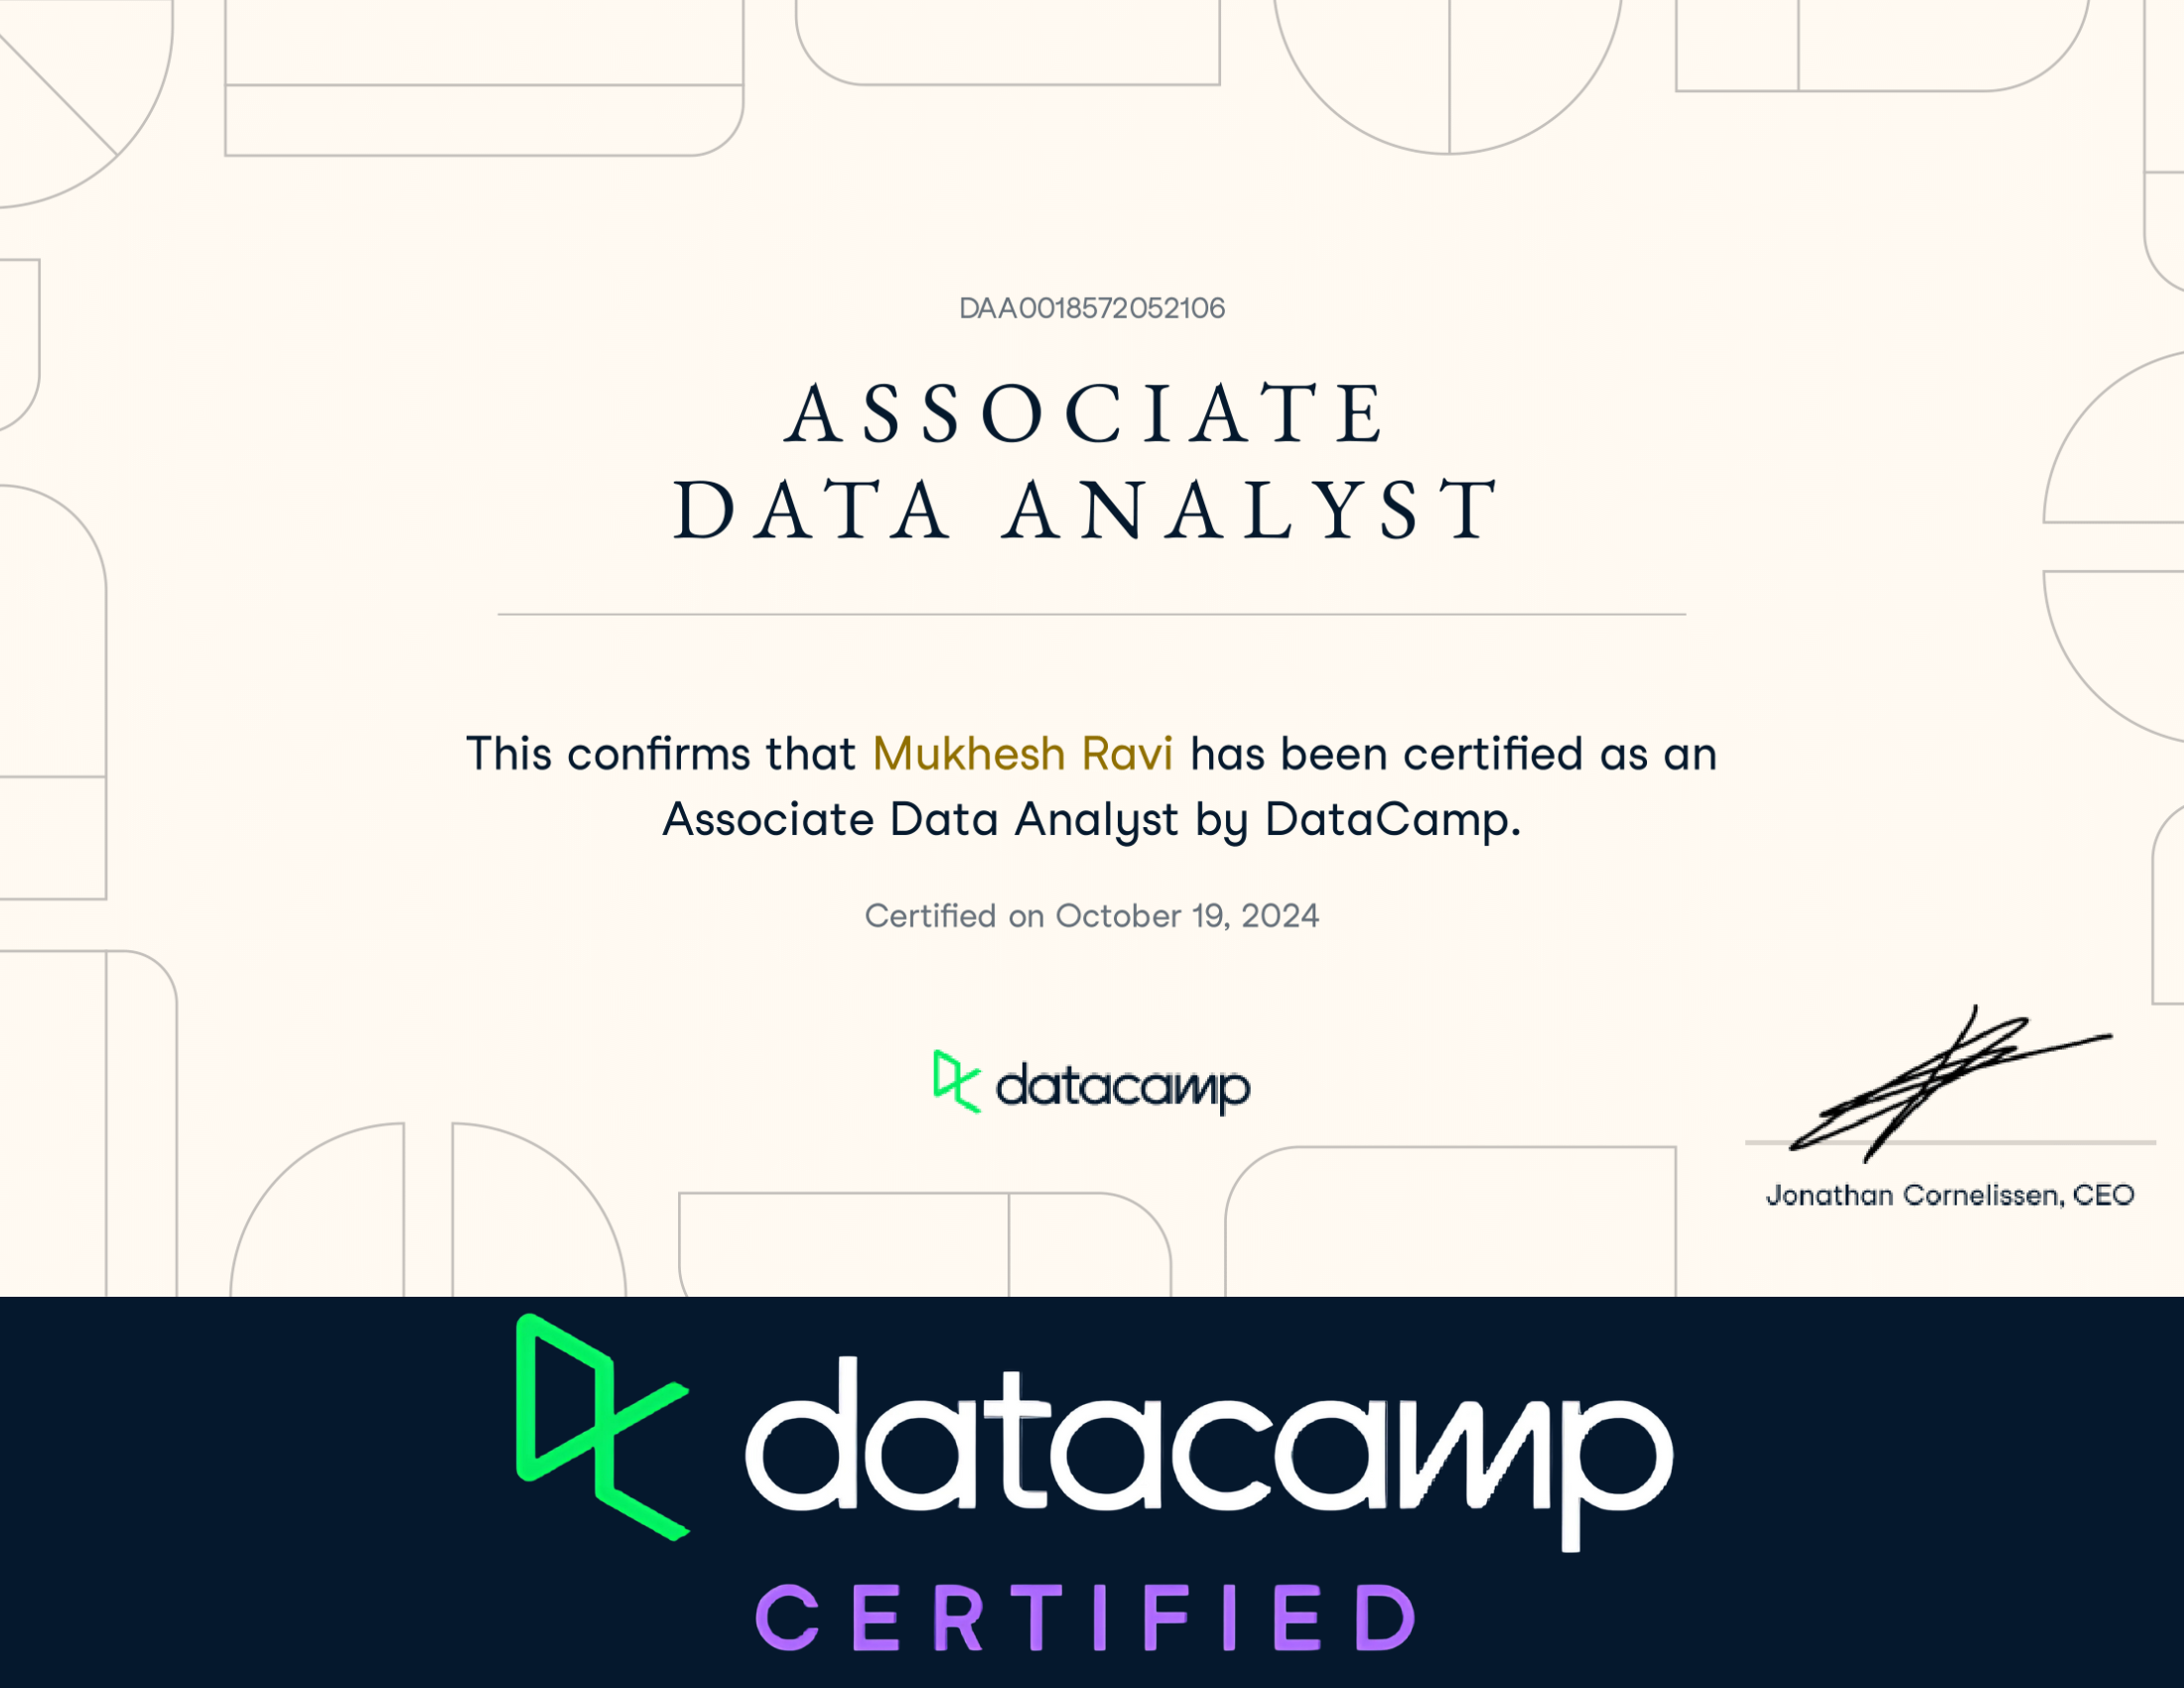 DAA0018572052106
ASSOCIATE
DATA ANALYST
This confirms that Mukhesh Ravi has been certified as an
Associate Data Analyst by DataCamp.
Certified on October 19, 2024
datacamp
Jonathan Cornelissen, CEO
datacamp
CERTIFIED